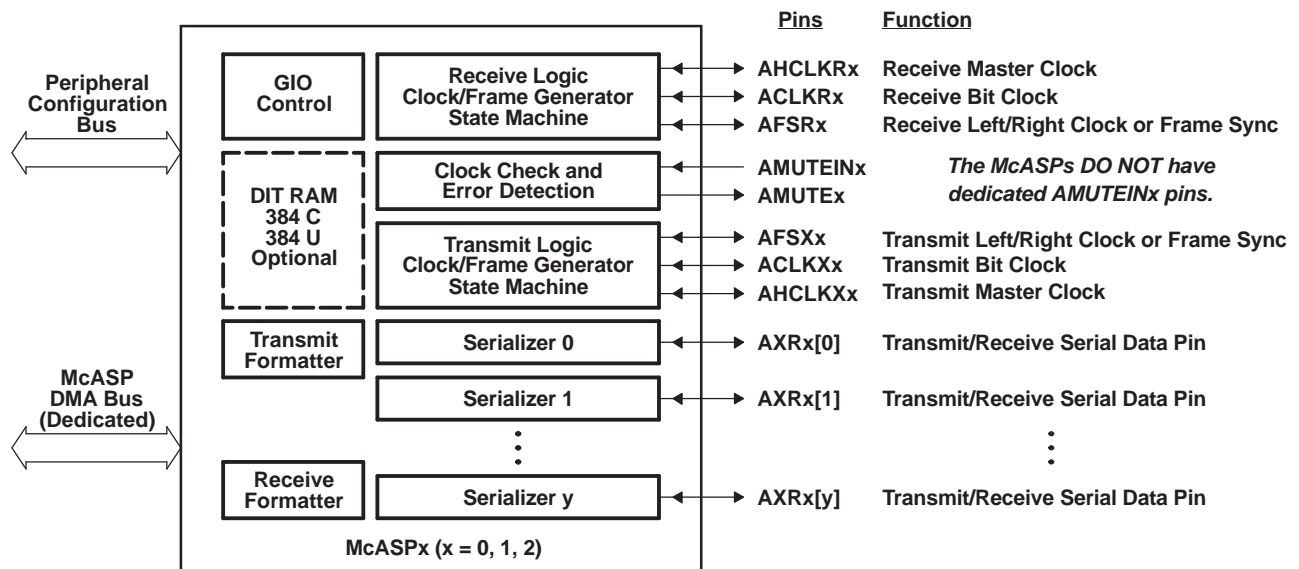 Pins Function
Peripheral
Configuration
Bus
GIO
Control
Receive Logic
Clock/Frame Generator
State Machine
AHCLKRx Receive Master Clock
ACLKRx Receive Bit Clock
AFSRx Receive Left/Right Clock or Frame Sync
DIT RAM
384 C
384 U
Optional
Clock Check and
Error Detection
AMUTEINx
AMUTEx
The McASPs DO NOT have
dedicated AMUTEINx pins.
Transmit Logic
Clock/Frame Generator
State Machine
AFSXx Transmit Left/Right Clock or Frame Sync
ACLKXx Transmit Bit Clock
AHCLKXx Transmit Master Clock
Transmit
Formatter
Serializer 0
AXRx[0] Transmit/Receive Serial Data Pin
McASP
DMA Bus
(Dedicated)
Serializer 1
AXRx[1] Transmit/Receive Serial Data Pin
Receive
Formatter
Serializer y
AXRx[y] Transmit/Receive Serial Data Pin
McASPx (x = 0, 1, 2)